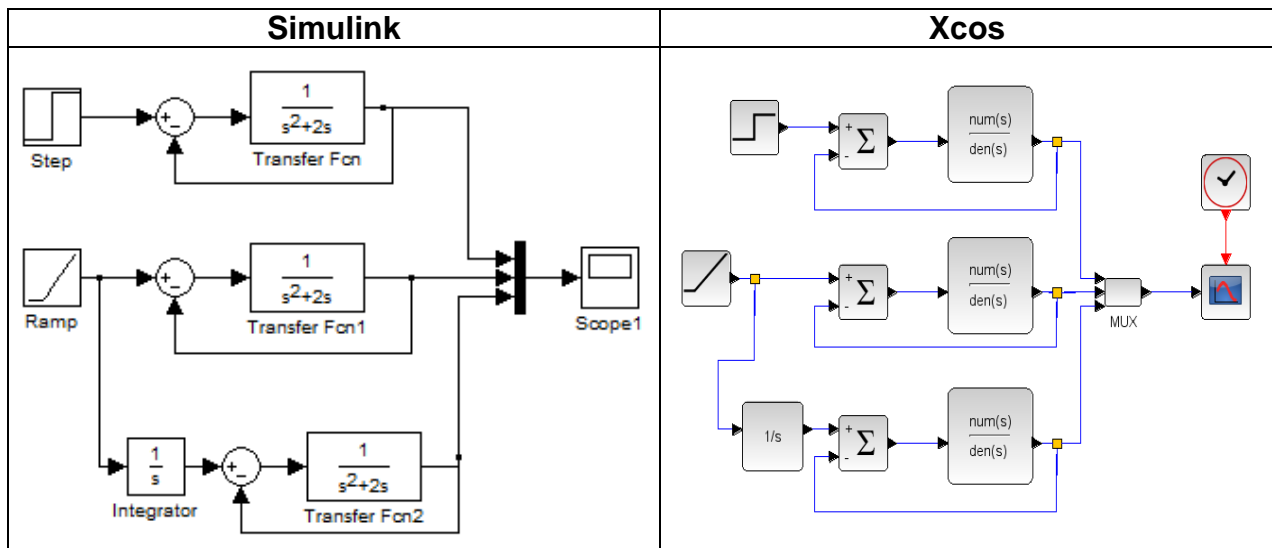 Simulink
Xcos
Step
+
−
1
s²+2s
Transfer Fcn
Ramp
+
−
1
s²+2s
Transfer Fcn1
Scope1
1
s
Integrator
+
−
1
s²+2s
Transfer Fcn2
+
-
Σ
num(s)
den(s)
+
-
Σ
num(s)
den(s)
MUX
1/s
+
-
Σ
num(s)
den(s)